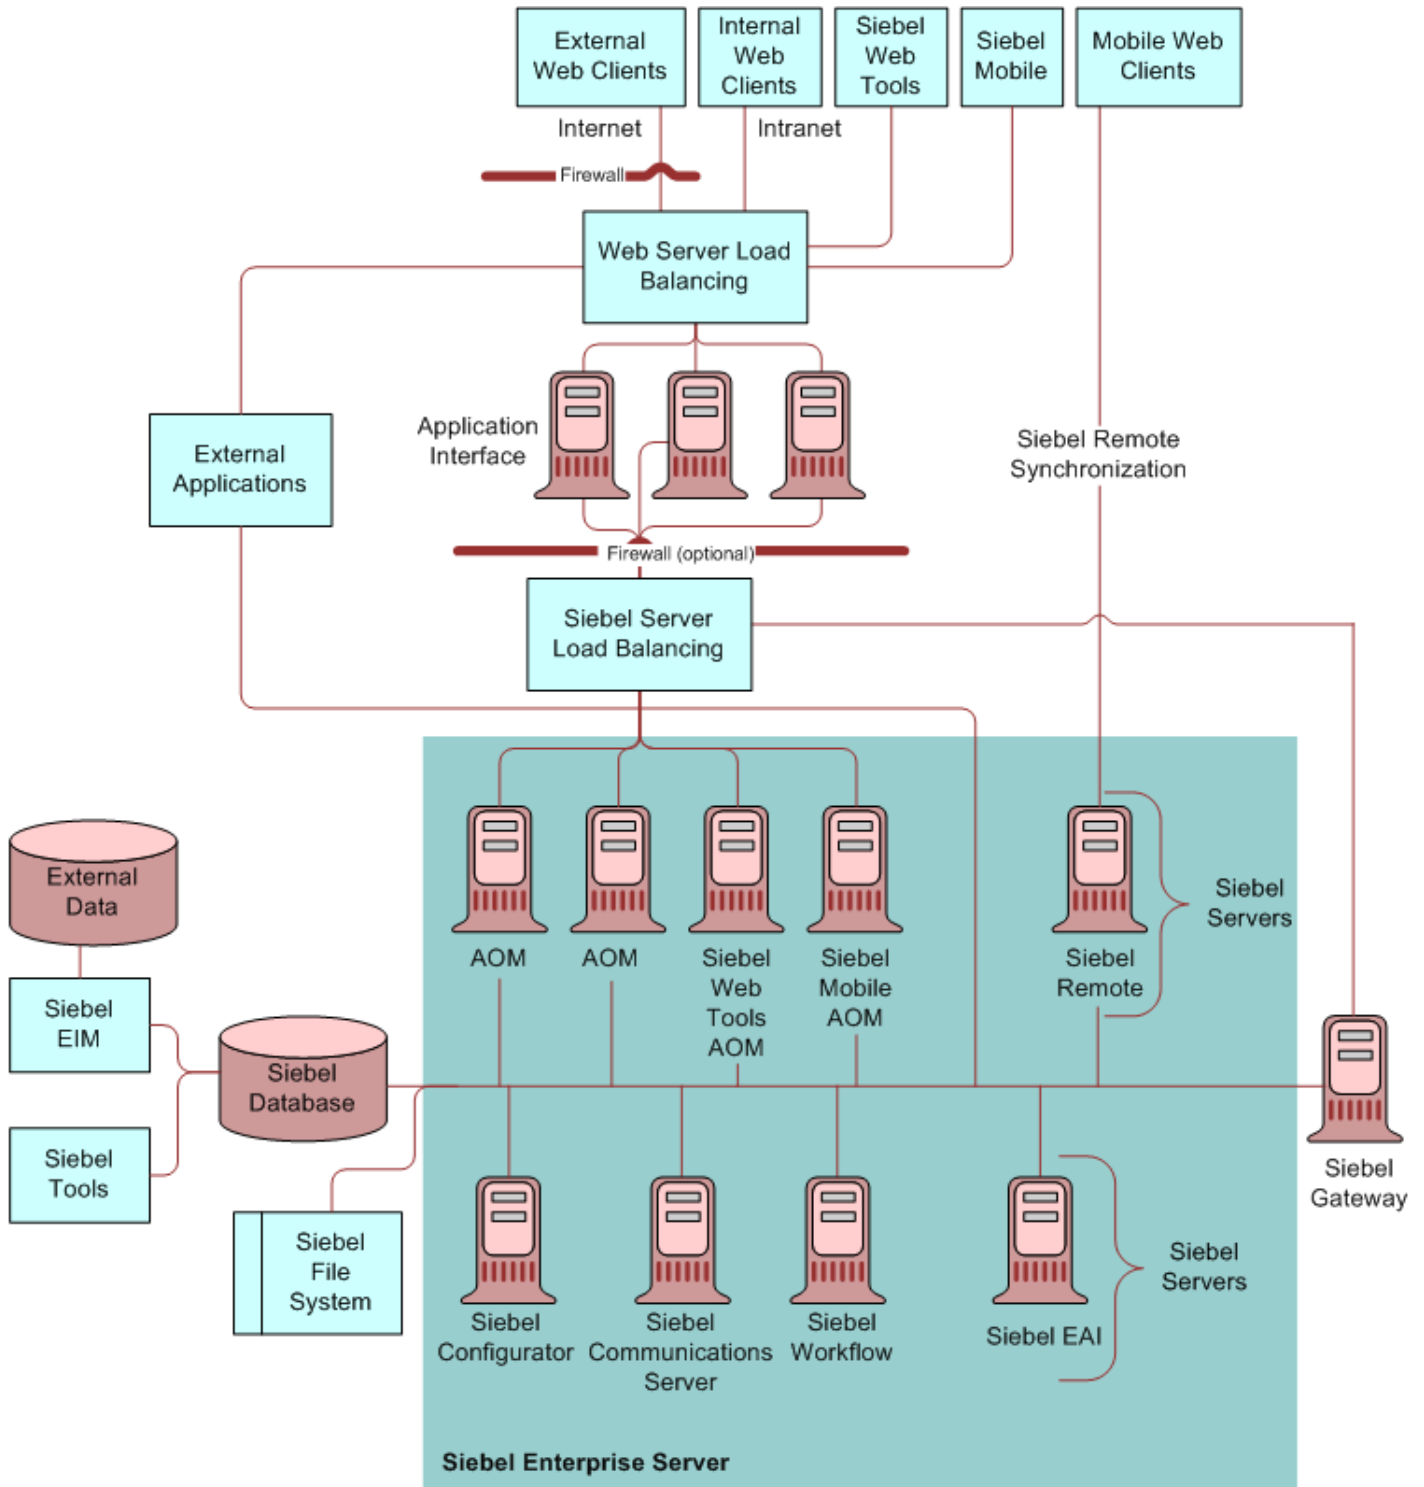 External
Web Clients
Internal
Web
Clients
Siebel
Web
Tools
Siebel
Mobile
Mobile Web
Clients
Internet
Intranet
Firewall
Web Server Load
Balancing
Application
Interface
External
Applications
Siebel Remote
Synchronization
Firewall (optional)
Siebel Server
Load Balancing
External
Data
Siebel
Servers
AOM
AOM
Siebel
Web
Tools
AOM
Siebel
Mobile
AOM
Siebel
Remote
Siebel
EIM
Siebel
Database
Siebel
Tools
Siebel
Gateway
Siebel
File
System
Siebel
Servers
Siebel
Configurator
Siebel
Communications
Server
Siebel
Workflow
Siebel EAI
Siebel Enterprise Server